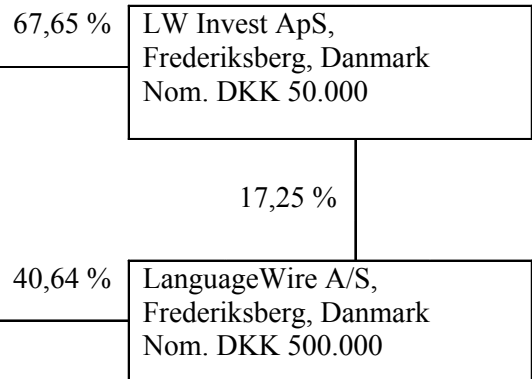 67,65 %
LW Invest ApS,
Frederiksberg, Danmark
Nom. DKK 50.000
17,25 %
40,64 %
LanguageWire A/S,
Frederiksberg, Danmark
Nom. DKK 500.000